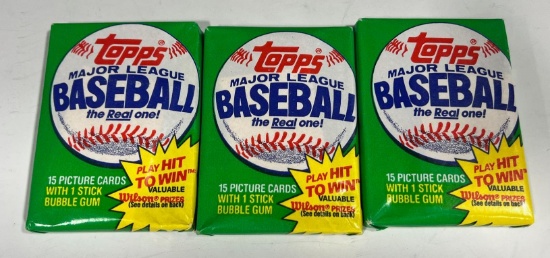 Topps®
MAJOR LEAGUE
BASEBALL
the Real one!
15 PICTURE CARDS
WITH 1 STICK
BUBBLE GUM
PLAY HIT
TO WIN™
VALUABLE
Wilson® PRIZES
(See details on back)
Topps®
MAJOR LEAGUE
BASEBALL
the Real one!
15 PICTURE CARDS
WITH 1 STICK
BUBBLE GUM
PLAY HIT
TO WIN™
VALUABLE
Wilson® PRIZES
(See details on back)
Topps®
MAJOR LEAGUE
BASEBALL
the Real one!
15 PICTURE CARDS
WITH 1 STICK
BUBBLE GUM
PLAY HIT
TO WIN
VALUABLE
Wilson® PRIZES
(See details on back)